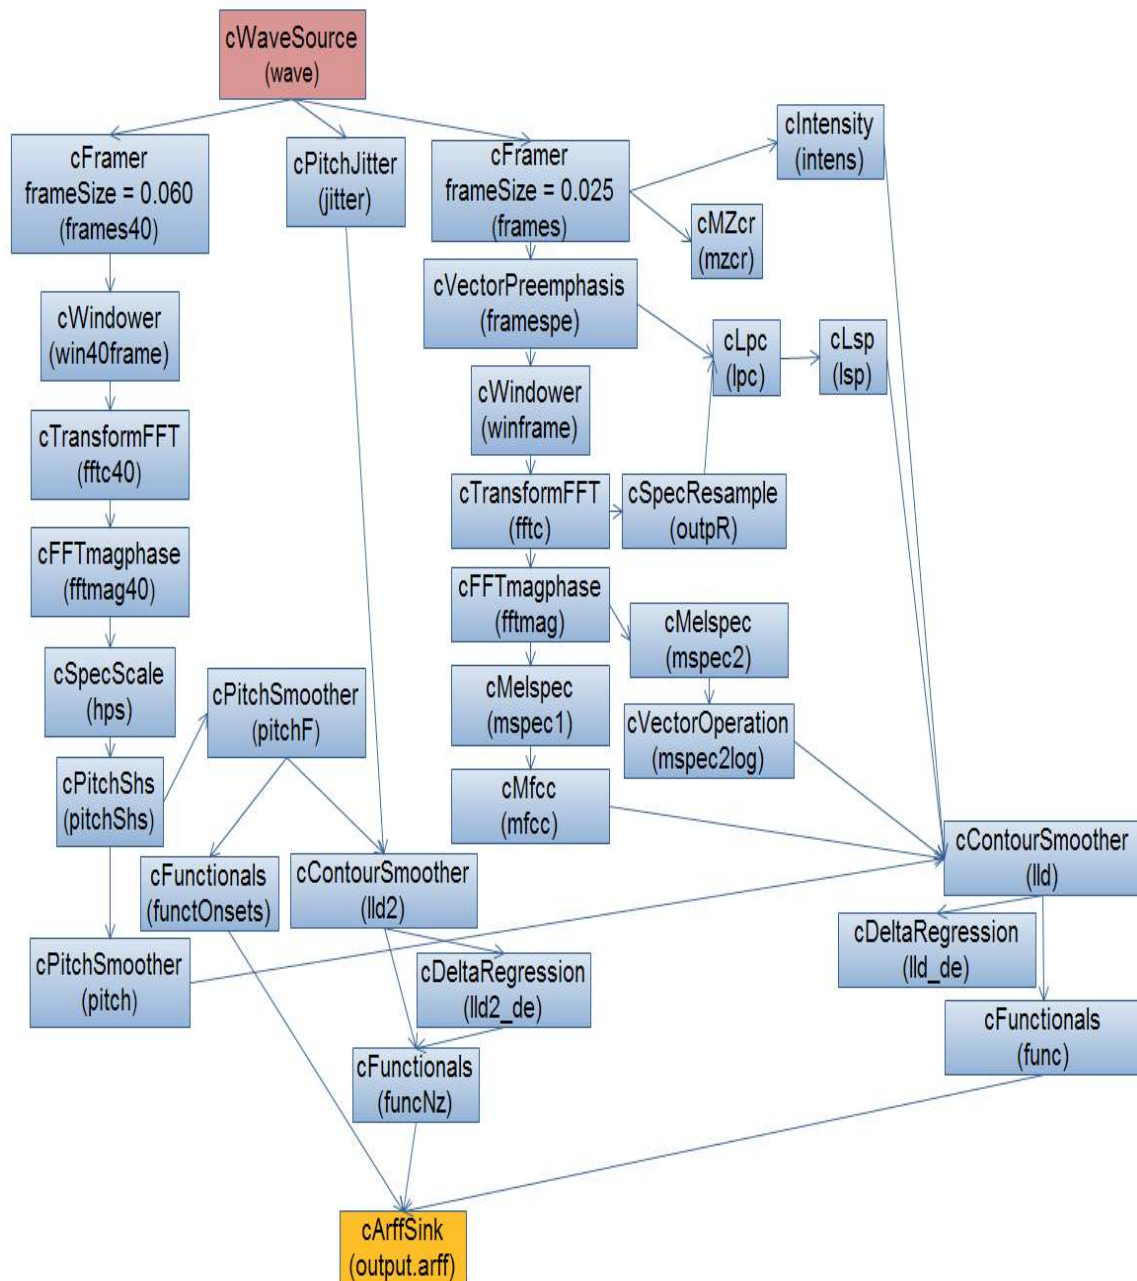 cWaveSource
(wave)
cFramer
frameSize = 0.060
(frames40)
cPitchJitter
(jitter)
cFramer
frameSize = 0.025
(frames)
cIntensity
(intens)
cMZcr
(mzcr)
cVectorPreemphasis
(framespe)
cWindower
(win40frame)
cLpc
(lpc)
cLsp
(lsp)
cWindower
(winframe)
cTransformFFT
(fftc40)
cTransformFFT
(fftc)
cSpecResample
(outpR)
cFFTmagphase
(fftmag40)
cFFTmagphase
(fftmag)
cMelspec
(mspec2)
cSpecScale
(hps)
cPitchSmoother
(pitchF)
cMelspec
(mspec1)
cVectorOperation
(mspec2log)
cPitchShs
(pitchShs)
cMfcc
(mfcc)
cFunctionals
(functOnsets)
cContourSmoother
(lld2)
cContourSmoother
(lld)
cPitchSmoother
(pitch)
cDeltaRegression
(lld2_de)
cDeltaRegression
(lld_de)
cFunctionals
(funcNz)
cFunctionals
(func)
cArffSink
(output.arff)